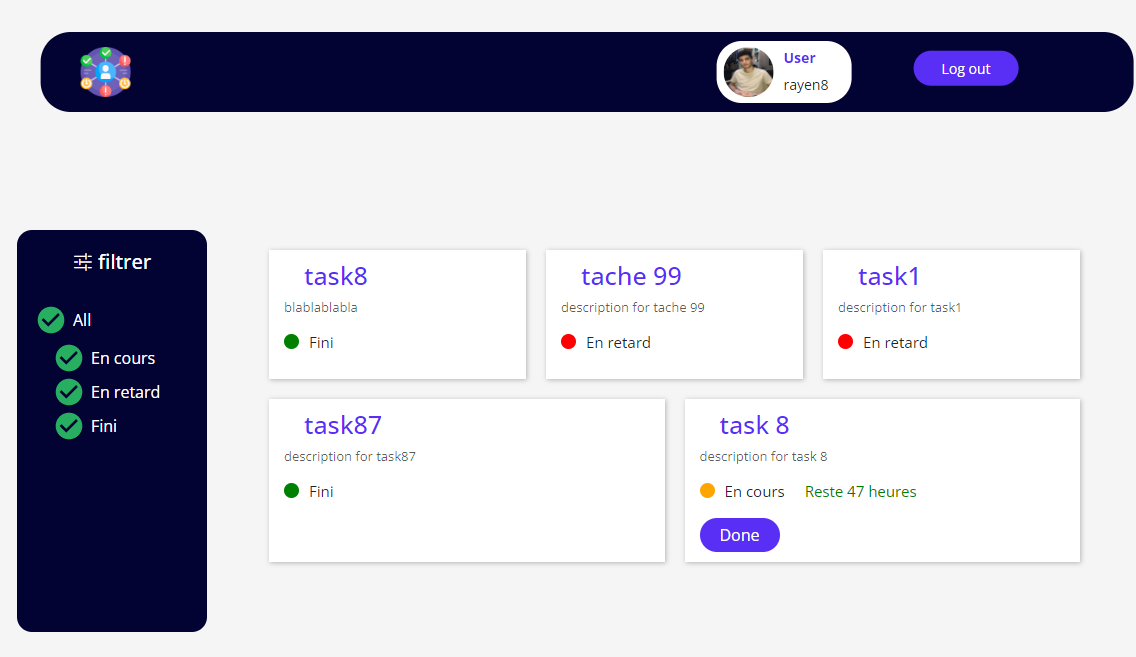 User
rayen8
Log out
filtrer
All
En cours
En retard
Fini
task8
blablablabla
Fini
tache 99
description for tache 99
En retard
task1
description for task1
En retard
task87
description for task87
Fini
task 8
description for task 8
En cours Reste 47 heures
Done